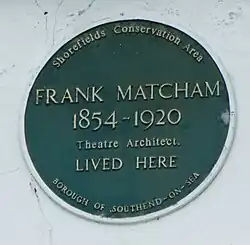 Shorefields Conservation Area
FRANK MATCHAM
1854-1920
Theatre Architect.
LIVED HERE
BOROUGH OF SOUTHEND-ON-SEA